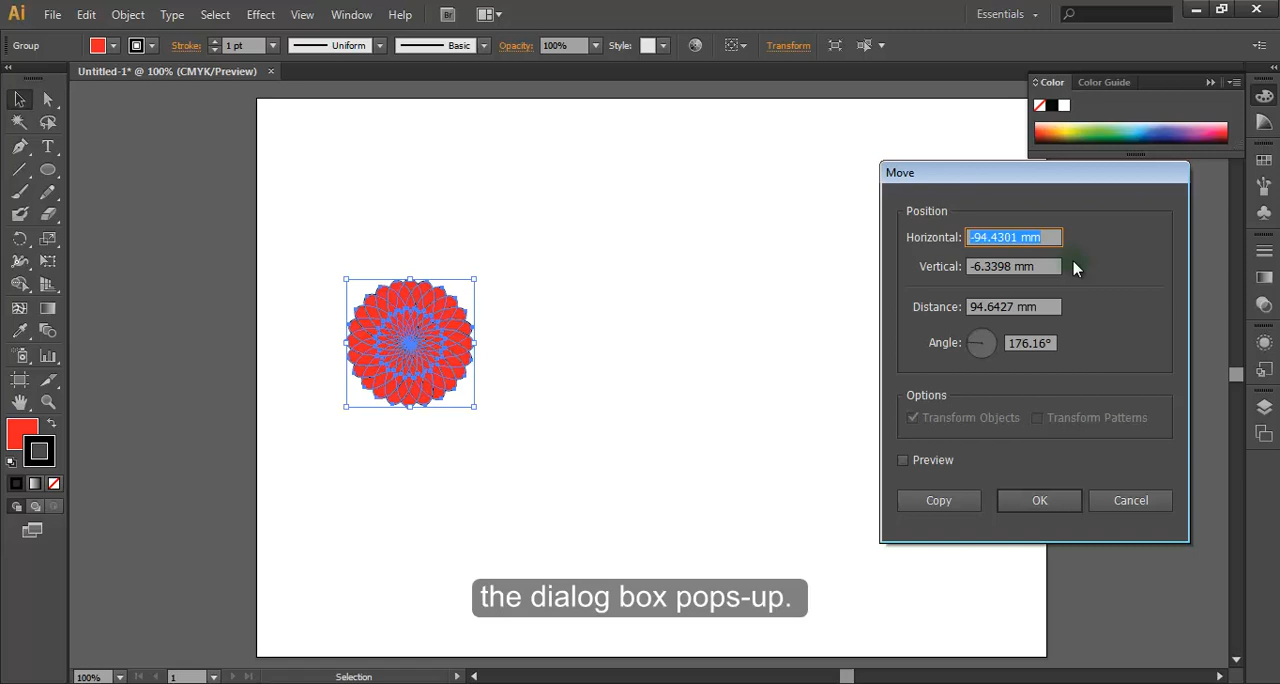 Ai File Edit Object Type Select Effect View Window Help Br Essentials
Group Stroke: 1 pt Uniform Basic Opacity: 100% Style: Transform
Untitled-1* @ 100% (CMYK/Preview) ×
Color Color Guide
Move
Position
Horizontal: -94.4301 mm
Vertical: -6.3398 mm
Distance: 94.6427 mm
Angle: 176.16°
Options
Transform Objects Transform Patterns
Preview
Copy OK Cancel
the dialog box pops-up.
100% 1 Selection